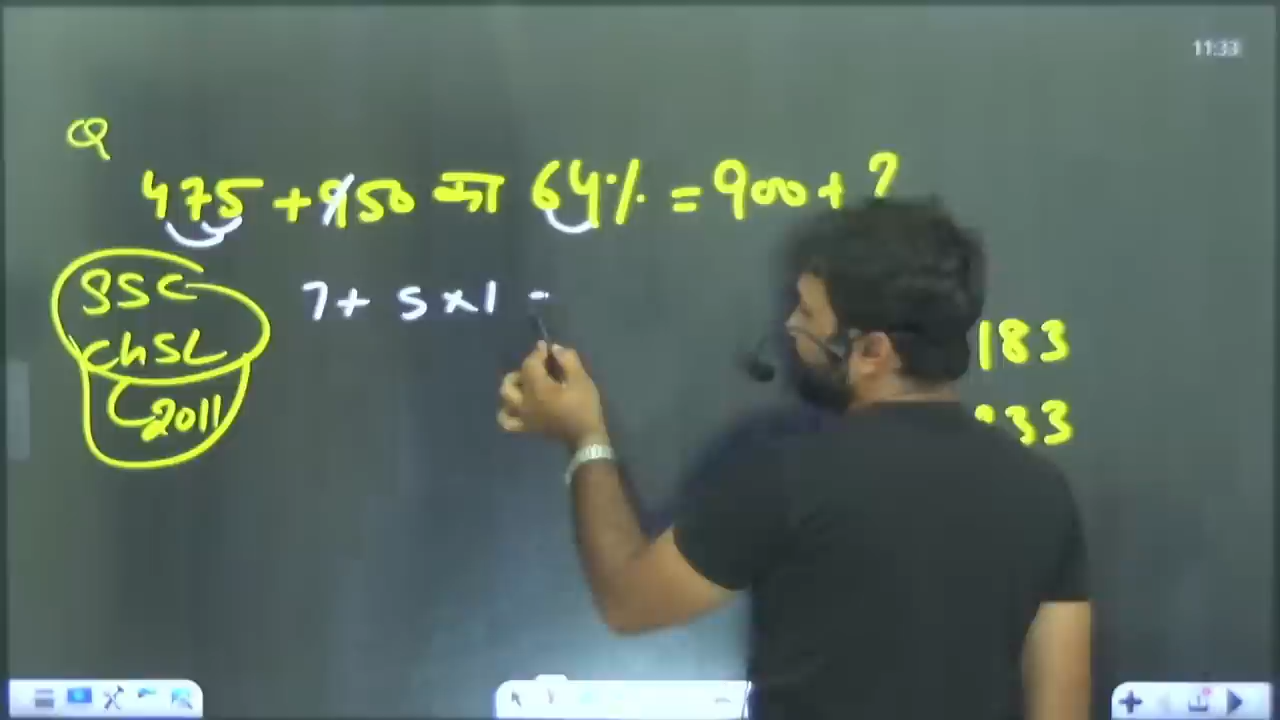 11:33
Q
475 + 950 का 64% = 900 + ?
SSC
CHSL
2011
7 + 5 × 1 =
183
33